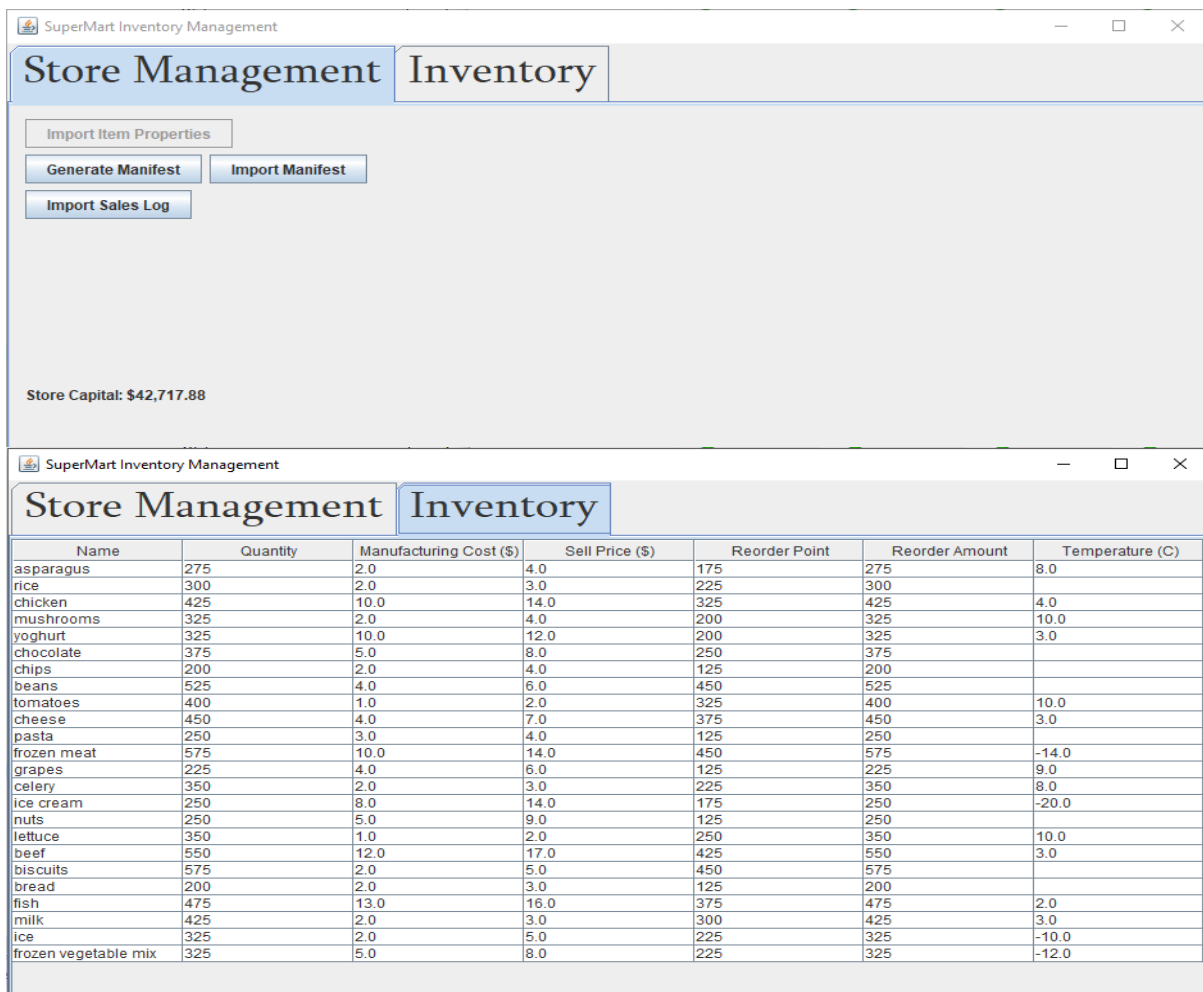 SuperMart Inventory Management
Store Management Inventory
Import Item Properties
Generate Manifest Import Manifest
Import Sales Log
Store Capital: $42,717.88
SuperMart Inventory Management
Store Management Inventory
Name Quantity Manufacturing Cost ($) Sell Price ($) Reorder Point Reorder Amount Temperature (C)
asparagus 275 2.0 4.0 175 275 8.0
rice 300 2.0 3.0 225 300
chicken 425 10.0 14.0 325 425 4.0
mushrooms 325 2.0 4.0 200 325 10.0
yoghurt 325 10.0 12.0 200 325 3.0
chocolate 375 5.0 8.0 250 375
chips 200 2.0 4.0 125 200
beans 525 4.0 6.0 450 525
tomatoes 400 1.0 2.0 325 400 10.0
cheese 450 4.0 7.0 375 450 3.0
pasta 250 3.0 4.0 125 250
frozen meat 575 10.0 14.0 450 575 -14.0
grapes 225 4.0 6.0 125 225 9.0
celery 350 2.0 3.0 225 350 8.0
ice cream 250 8.0 14.0 175 250 -20.0
nuts 250 5.0 9.0 125 250
lettuce 350 1.0 2.0 250 350 10.0
beef 550 12.0 17.0 425 550 3.0
biscuits 575 2.0 5.0 450 575
bread 200 2.0 3.0 125 200
fish 475 13.0 16.0 375 475 2.0
milk 425 2.0 3.0 300 425 3.0
ice 325 2.0 5.0 225 325 -10.0
frozen vegetable mix 325 5.0 8.0 225 325 -12.0